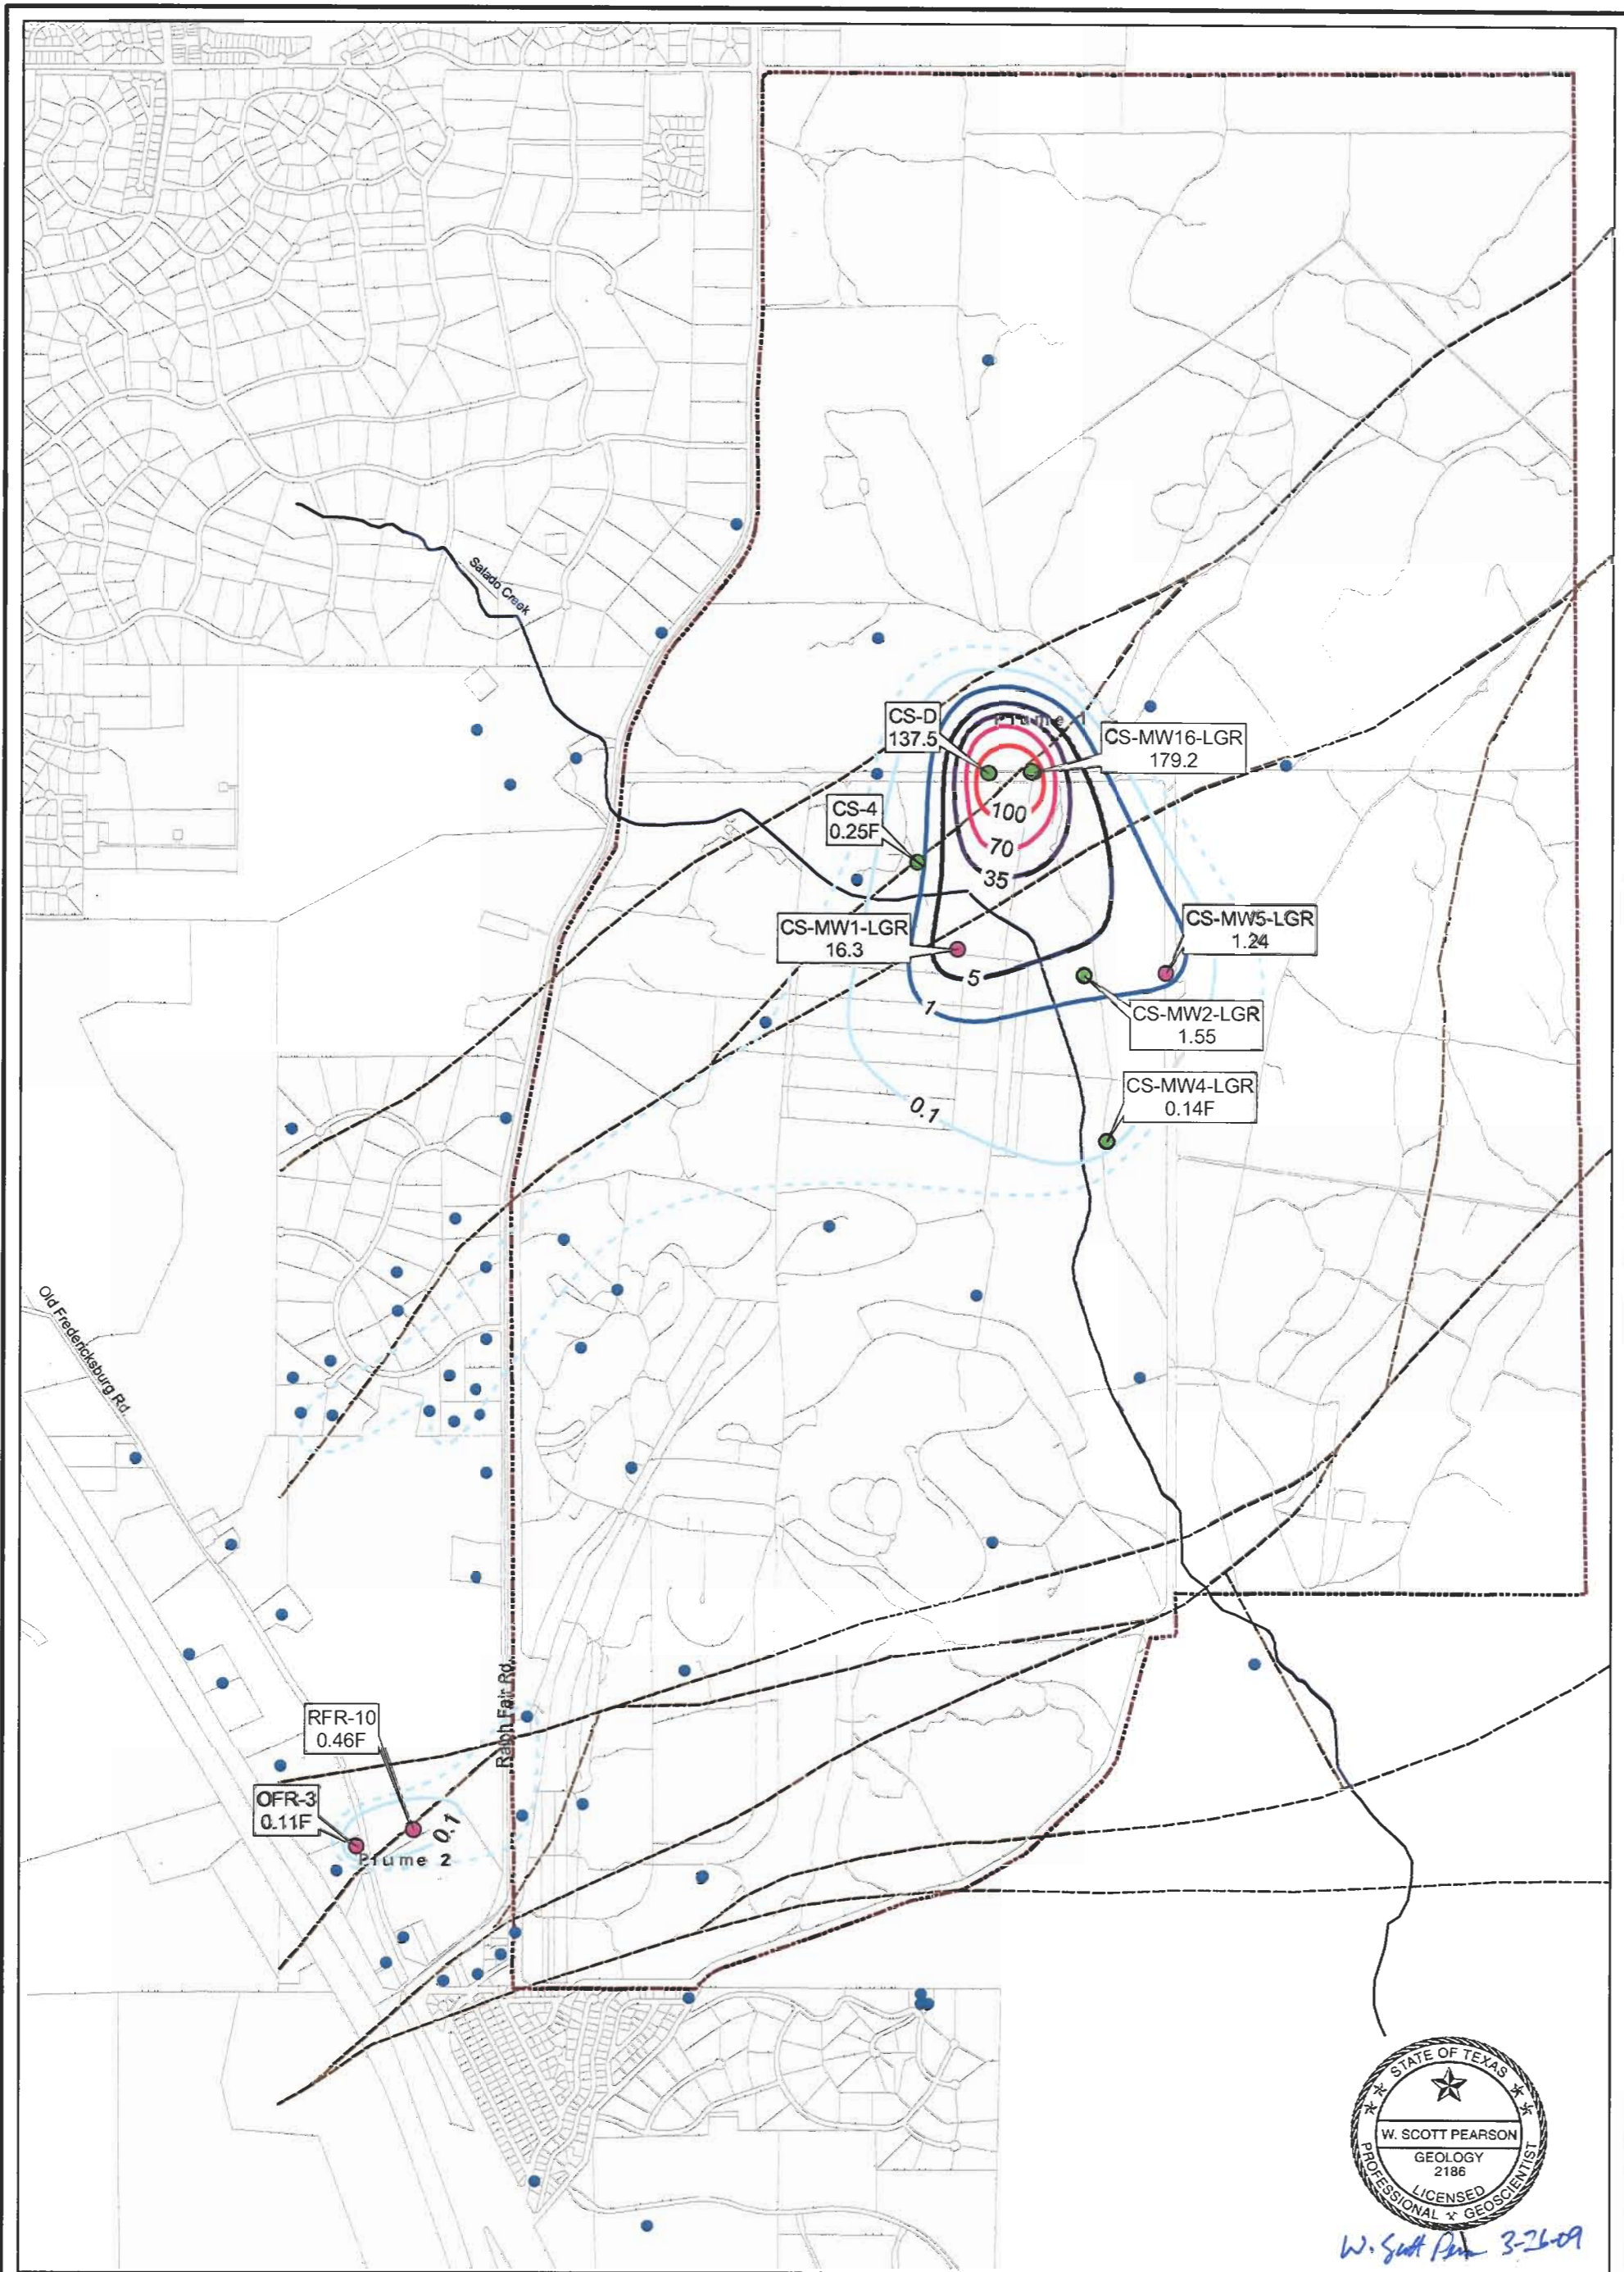 Salado Creek
Plume 1
CS-D
137.5
CS-MW16-LGR
179.2
100
CS-4
0.25F
70
35
CS-MW1-LGR
16.3
CS-MW5-LGR
1.24
5
1
CS-MW2-LGR
1.55
CS-MW4-LGR
0.14F
0.1
Old Fredericksburg Rd.
Ralph Fair Rd.
RFR-10
0.46F
OFR-3
0.11F
0.1
Plume 2
STATE OF TEXAS
W. SCOTT PEARSON
GEOLOGY
2186
LICENSED
PROFESSIONAL GEOSCIENTIST
W. Scott Pearson 3-26-09